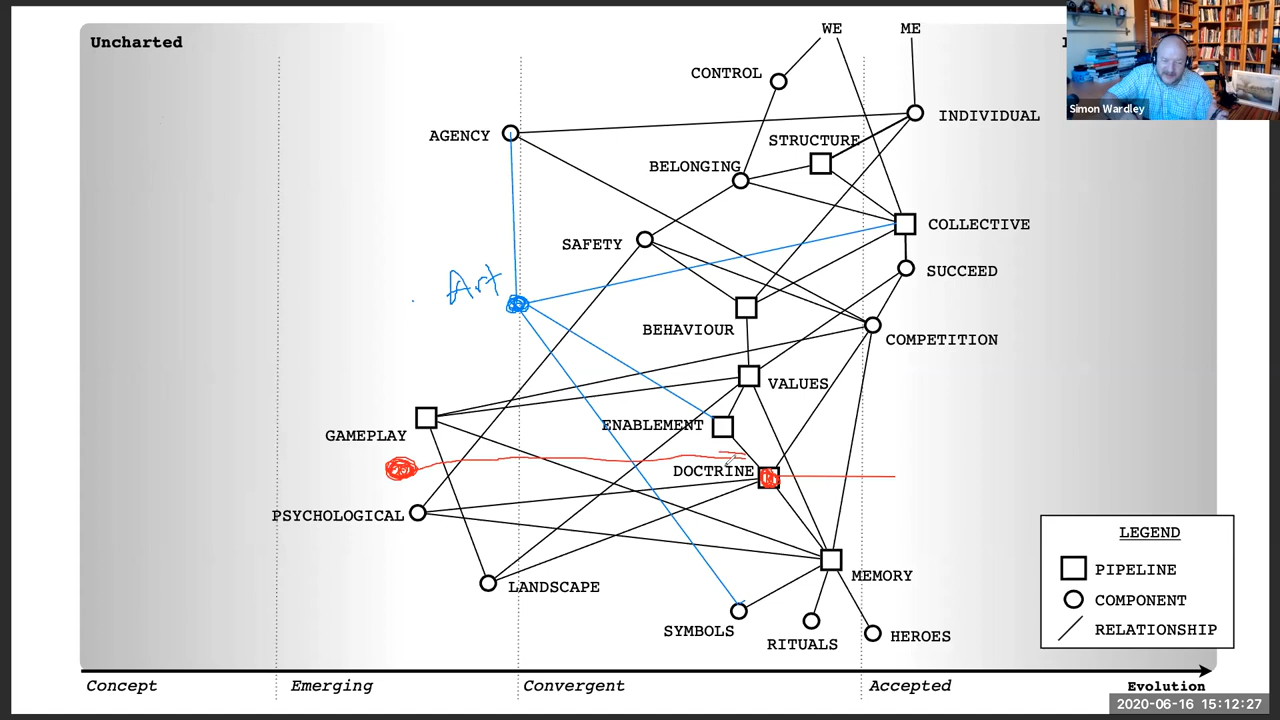 Uncharted
WE
ME
CONTROL
Simon Wardley
AGENCY
INDIVIDUAL
STRUCTURE
BELONGING
SAFETY
COLLECTIVE
SUCCEED
Art
BEHAVIOUR
COMPETITION
VALUES
GAMEPLAY
ENABLEMENT
DOCTRINE
PSYCHOLOGICAL
LANDSCAPE
MEMORY
SYMBOLS
RITUALS
HEROES
LEGEND
PIPELINE
COMPONENT
RELATIONSHIP
Concept
Emerging
Convergent
Accepted
Evolution
2020-06-16 15:12:27